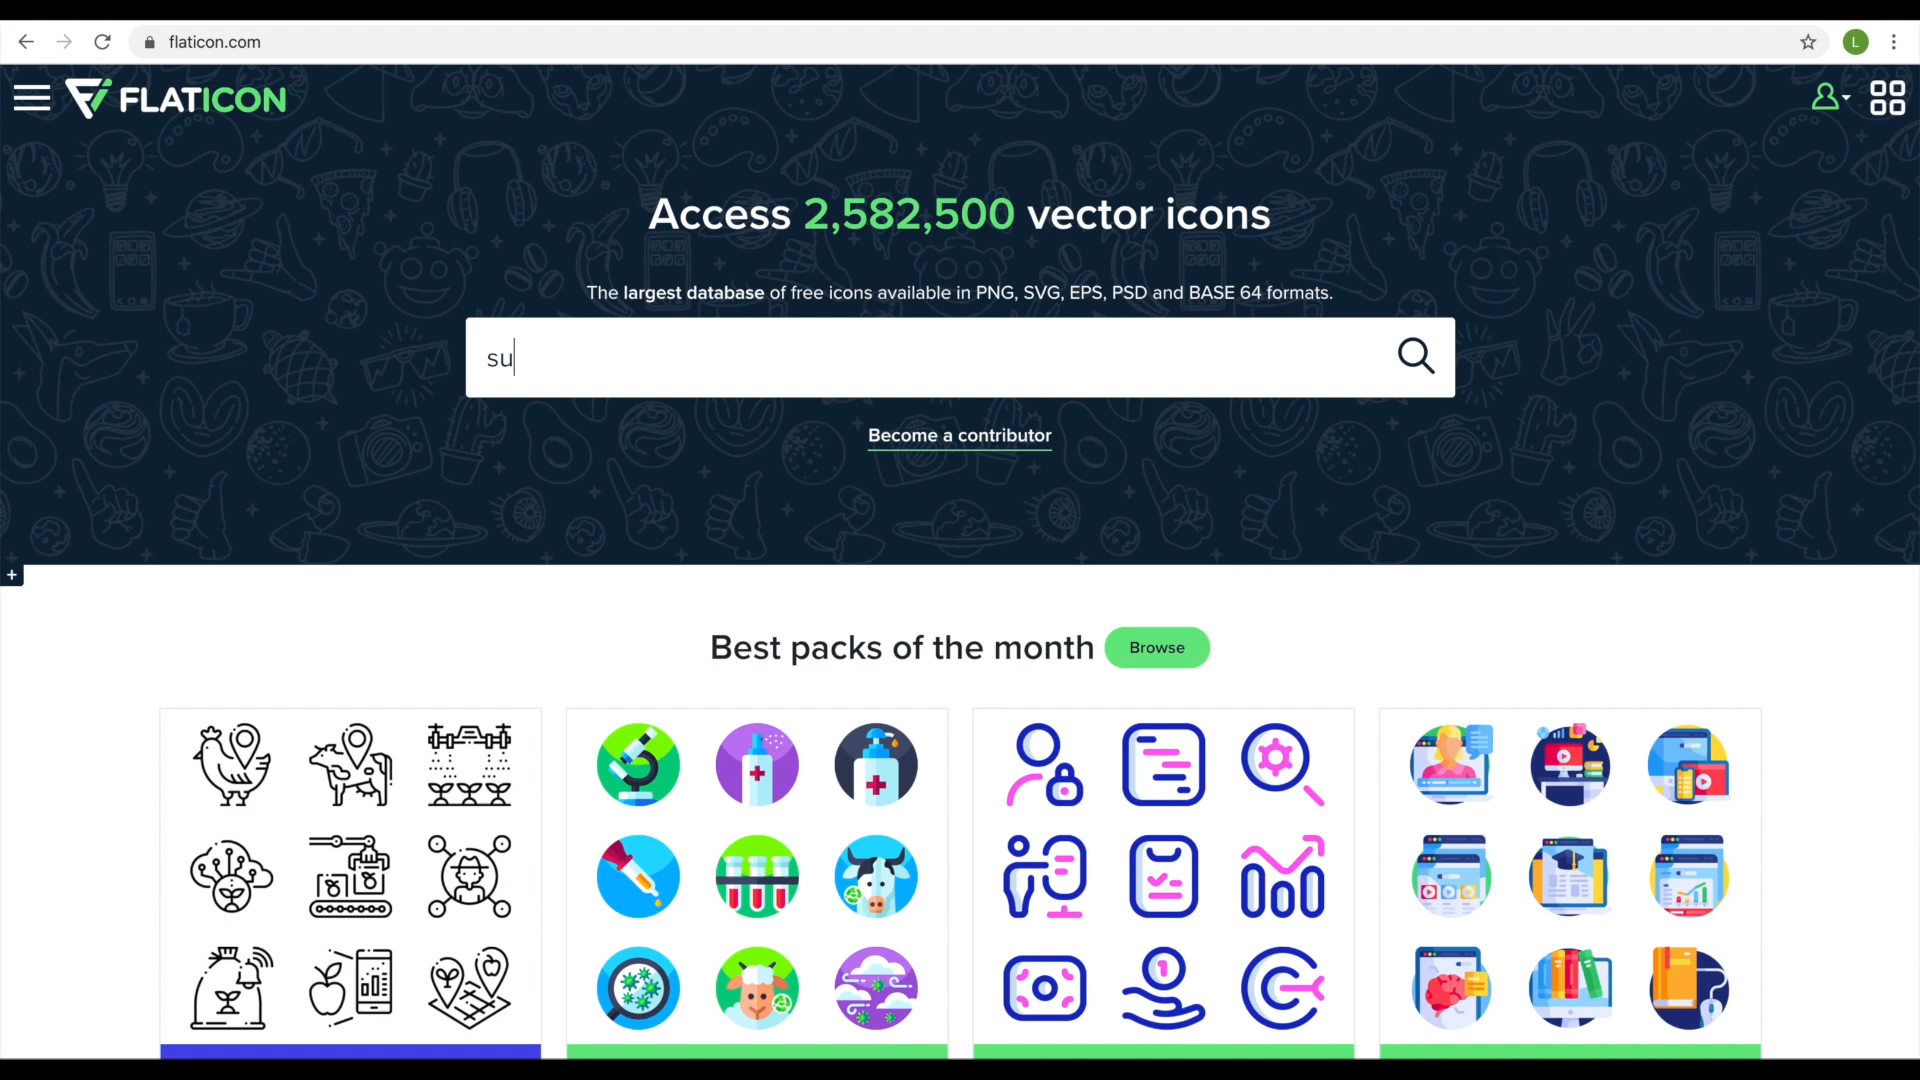 flaticon.com
L
FLATICON
Access 2,582,500 vector icons
The largest database of free icons available in PNG, SVG, EPS, PSD and BASE 64 formats.
su
Become a contributor
+
Best packs of the month
Browse